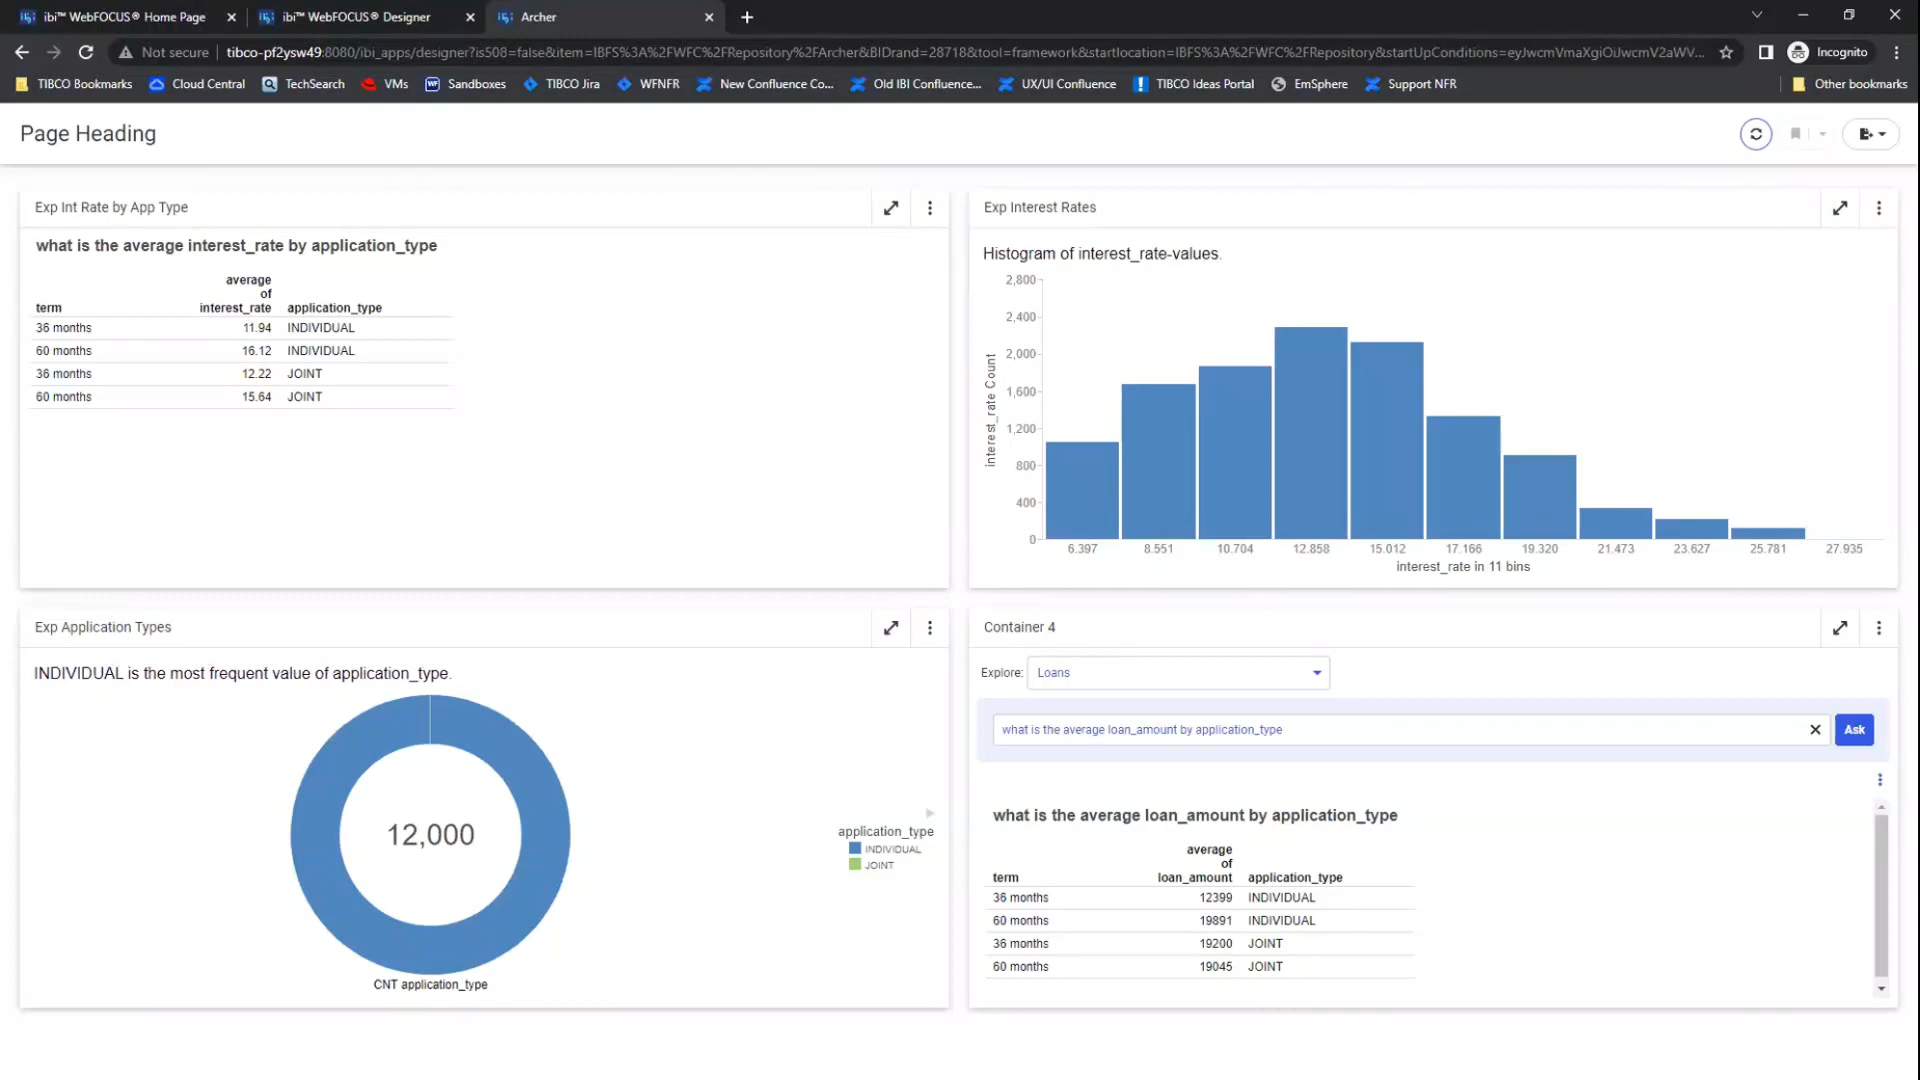 ibi™ WebFOCUS® Home Page
ibi™ WebFOCUS® Designer
Archer
Not secure
tibco-pf2ysw49:8080/ibi_apps/designer?is508=false&item=IBFS%3A%2FWFC%2FRepository%2FArcher&BIDrand=28718&tool=framework&startlocation=IBFS%3A%2FWFC%2FRepository&startUpConditions=eyJwcmVmaXgiOiJwcmV2aWV...
Incognito
TIBCO Bookmarks
Cloud Central
TechSearch
VMs
Sandboxes
TIBCO Jira
WFNFR
New Confluence Co...
Old IBI Confluence...
UX/UI Confluence
TIBCO Ideas Portal
EmSphere
Support NFR
Other bookmarks
Page Heading
Exp Int Rate by App Type
what is the average interest_rate by application_type
average
of
term interest_rate application_type
36 months 11.94 INDIVIDUAL
60 months 16.12 INDIVIDUAL
36 months 12.22 JOINT
60 months 15.64 JOINT
Exp Interest Rates
Histogram of interest_rate-values.
interest_rate Count
2,800
2,400
2,000
1,600
1,200
800
400
0
6.397 8.551 10.704 12.858 15.012 17.166 19.320 21.473 23.627 25.781 27.935
interest_rate in 11 bins
Exp Application Types
INDIVIDUAL is the most frequent value of application_type.
12,000
CNT application_type
application_type
INDIVIDUAL
JOINT
Container 4
Explore: Loans
what is the average loan_amount by application_type
Ask
what is the average loan_amount by application_type
average
of
term loan_amount application_type
36 months 12399 INDIVIDUAL
60 months 19891 INDIVIDUAL
36 months 19200 JOINT
60 months 19045 JOINT